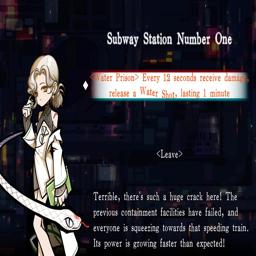 Subway Station Number One
<Water Prison> Every 12 seconds receive damage,
release a Water Shot, lasting 1 minute
<Leave>
Terrible, there's such a huge crack here! The
previous containment facilities have failed, and
everyone is squeezing towards that speeding train.
Its power is growing faster than expected!